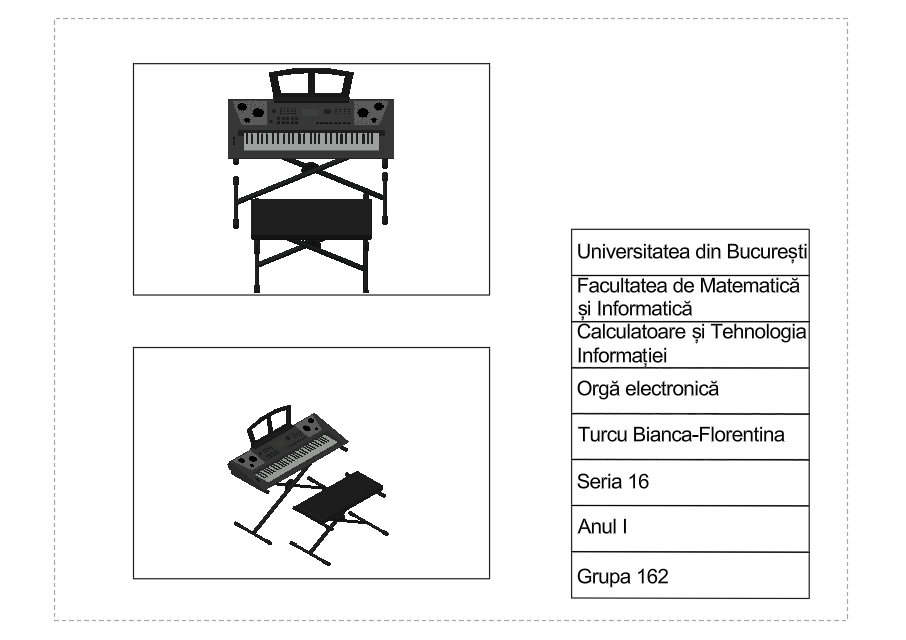 Universitatea din București
Facultatea de Matematică
și Informatică
Calculatoare și Tehnologia
Informației
Orgă electronică
Turcu Bianca-Florentina
Seria 16
Anul I
Grupa 162